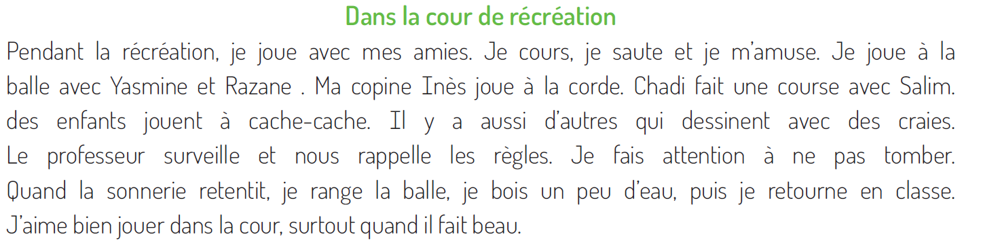 Dans la cour de récréation
Pendant la récréation, je joue avec mes amies. Je cours, je saute et je m’amuse. Je joue à la
balle avec Yasmine et Razane . Ma copine Inès joue à la corde. Chadi fait une course avec Salim.
des enfants jouent à cache-cache. Il y a aussi d’autres qui dessinent avec des craies.
Le professeur surveille et nous rappelle les règles. Je fais attention à ne pas tomber.
Quand la sonnerie retentit, je range la balle, je bois un peu d’eau, puis je retourne en classe.
J’aime bien jouer dans la cour, surtout quand il fait beau.